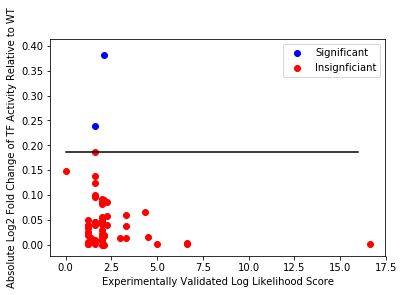 Absolute Log2 Fold Change of TF Activity Relative to WT
0.40
0.35
0.30
0.25
0.20
0.15
0.10
0.05
0.00
Significant
Insignficiant
0.0 2.5 5.0 7.5 10.0 12.5 15.0 17.5
Experimentally Validated Log Likelihood Score